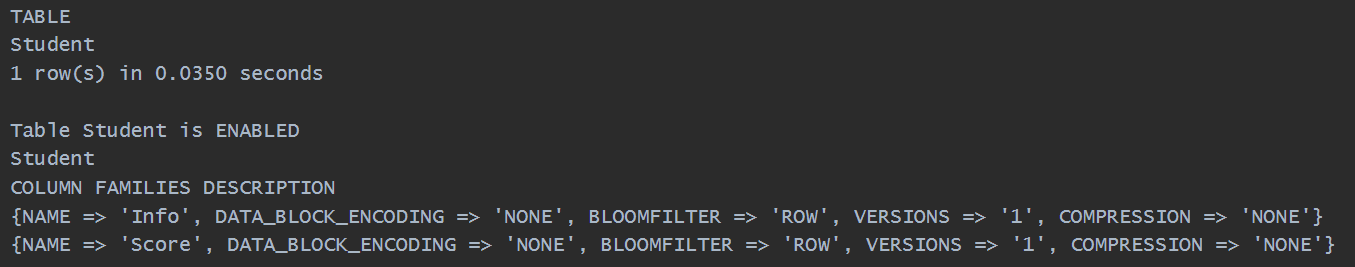 TABLE
Student
1 row(s) in 0.0350 seconds
Table Student is ENABLED
Student
COLUMN FAMILIES DESCRIPTION
{NAME => 'Info', DATA_BLOCK_ENCODING => 'NONE', BLOOMFILTER => 'ROW', VERSIONS => '1', COMPRESSION => 'NONE'}
{NAME => 'Score', DATA_BLOCK_ENCODING => 'NONE', BLOOMFILTER => 'ROW', VERSIONS => '1', COMPRESSION => 'NONE'}